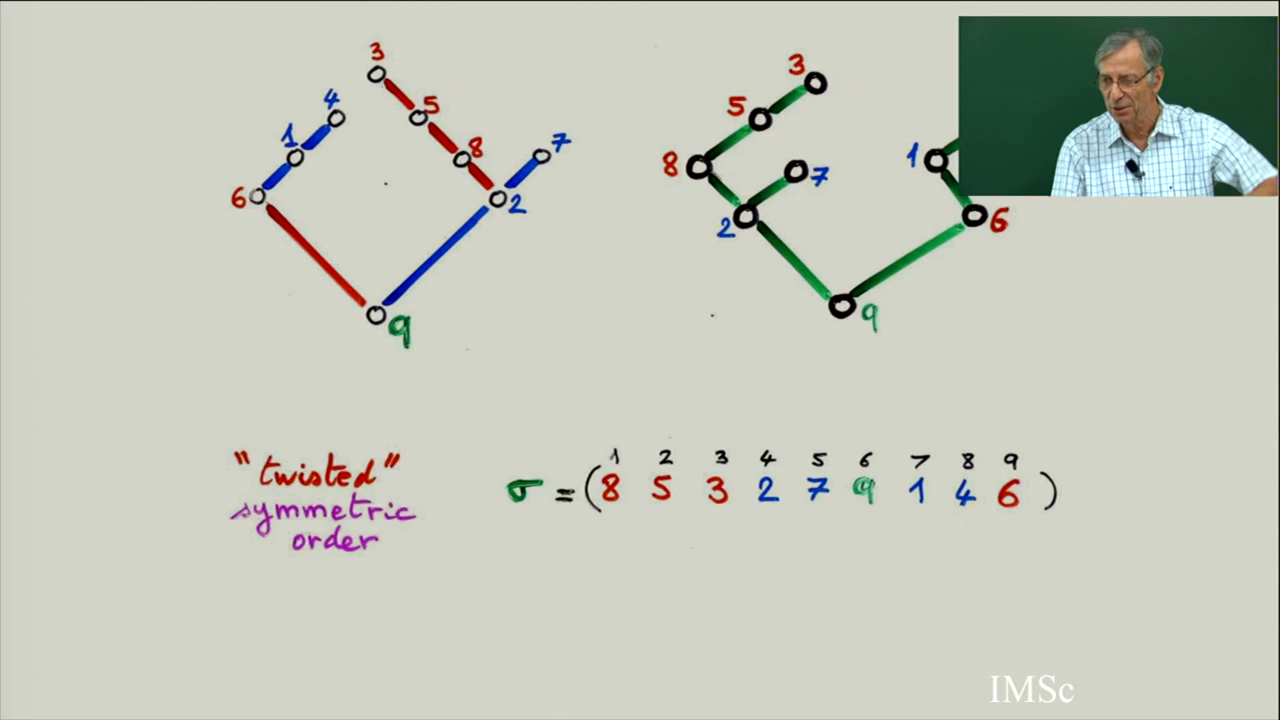 3
4
5
1
8
7
6
2
9
3
5
8
7
1
2
6
9
"twisted"
symmetric
order
1 2 3 4 5 6 7 8 9
σ = (8 5 3 2 7 9 1 4 6)
IMSc